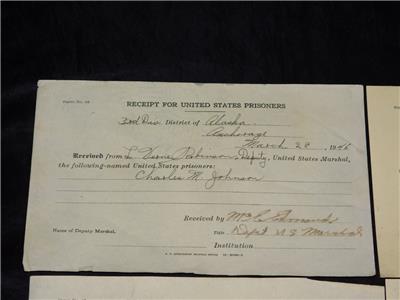 RECEIPT FOR UNITED STATES PRISONERS
3rd Div. District of Alaska
Anchorage
March 28, 1946
Received from L. Verne Robinson, Deputy, United States Marshal,
the following-named United States prisoners:
Charles M. Johnson
Received by
Name of Deputy Marshal. Title Dept U S Marshal
Institution